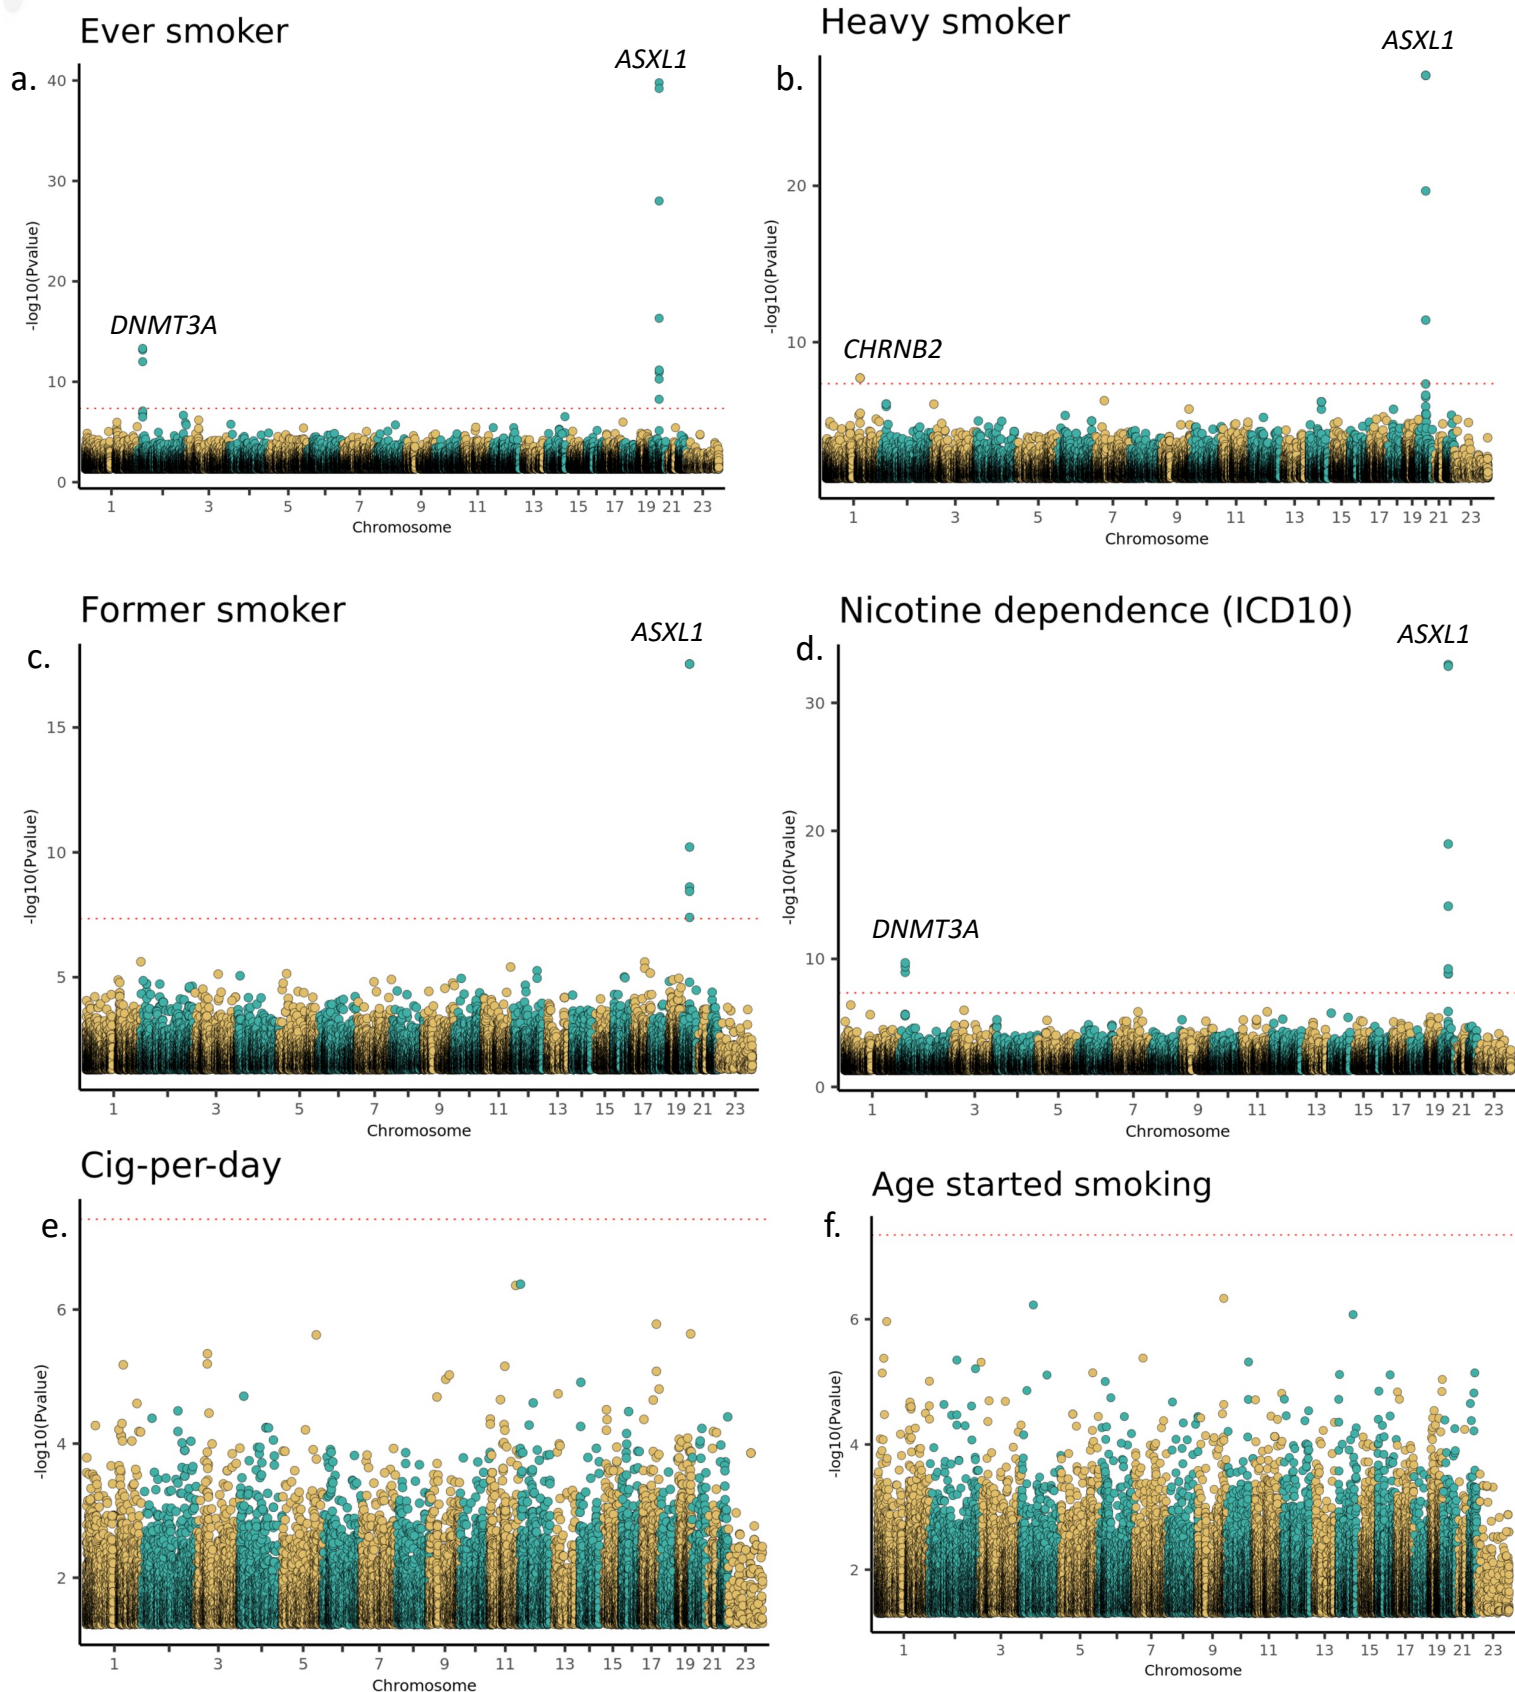 Ever smoker
a.
ASXL1
DNMT3A
40
30
20
10
0
-log10(Pvalue)
1 3 5 7 9 11 13 15 17 19 21 23
Chromosome
Heavy smoker
b.
ASXL1
CHRNB2
20
10
-log10(Pvalue)
1 3 5 7 9 11 13 15 17 19 21 23
Chromosome
Former smoker
c.
ASXL1
15
10
5
-log10(Pvalue)
1 3 5 7 9 11 13 15 17 19 21 23
Chromosome
Nicotine dependence (ICD10)
d.
ASXL1
DNMT3A
30
20
10
0
-log10(Pvalue)
1 3 5 7 9 11 13 15 17 19 21 23
Chromosome
Cig-per-day
e.
6
4
2
-log10(Pvalue)
1 3 5 7 9 11 13 15 17 19 21 23
Chromosome
Age started smoking
f.
6
4
2
-log10(Pvalue)
1 3 5 7 9 11 13 15 17 19 21 23
Chromosome